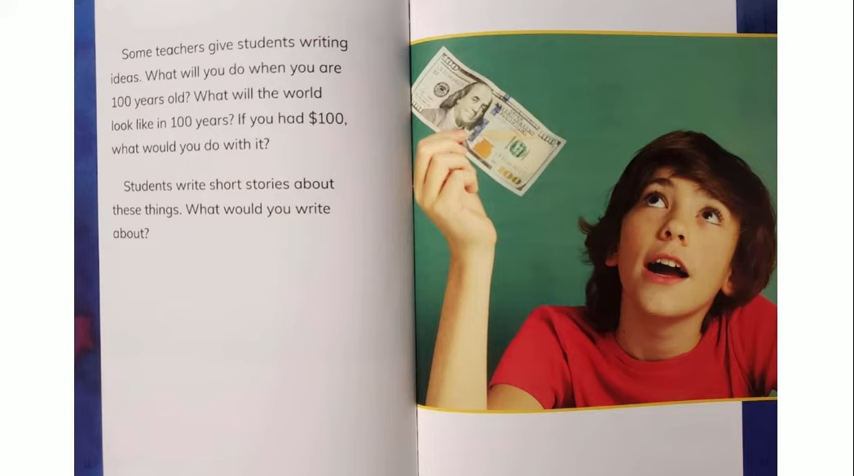 Some teachers give students writing
ideas. What will you do when you are
100 years old? What will the world
look like in 100 years? If you had $100,
what would you do with it?
Students write short stories about
these things. What would you write
about?
100